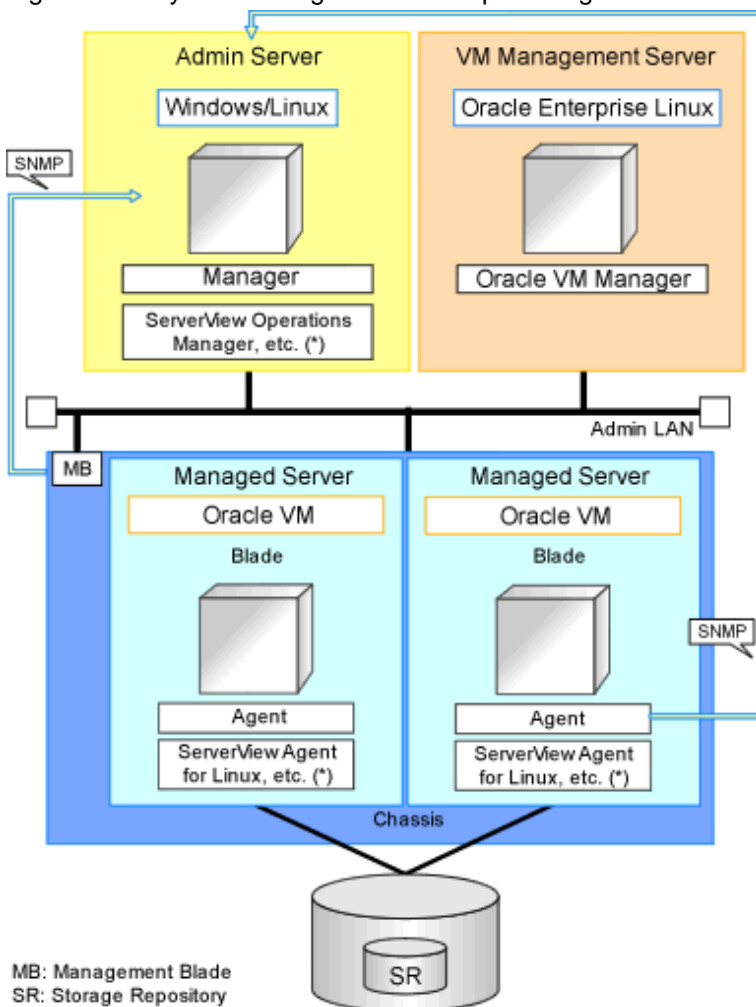 Admin Server
Windows/Linux
Manager
ServerView Operations
Manager, etc. (*)
VM Management Server
Oracle Enterprise Linux
Oracle VM Manager
SNMP
Admin LAN
MB
Managed Server
Oracle VM
Blade
Agent
ServerView Agent
for Linux, etc. (*)
Managed Server
Oracle VM
Blade
Agent
ServerView Agent
for Linux, etc. (*)
SNMP
Chassis
SR
MB: Management Blade
SR: Storage Repository